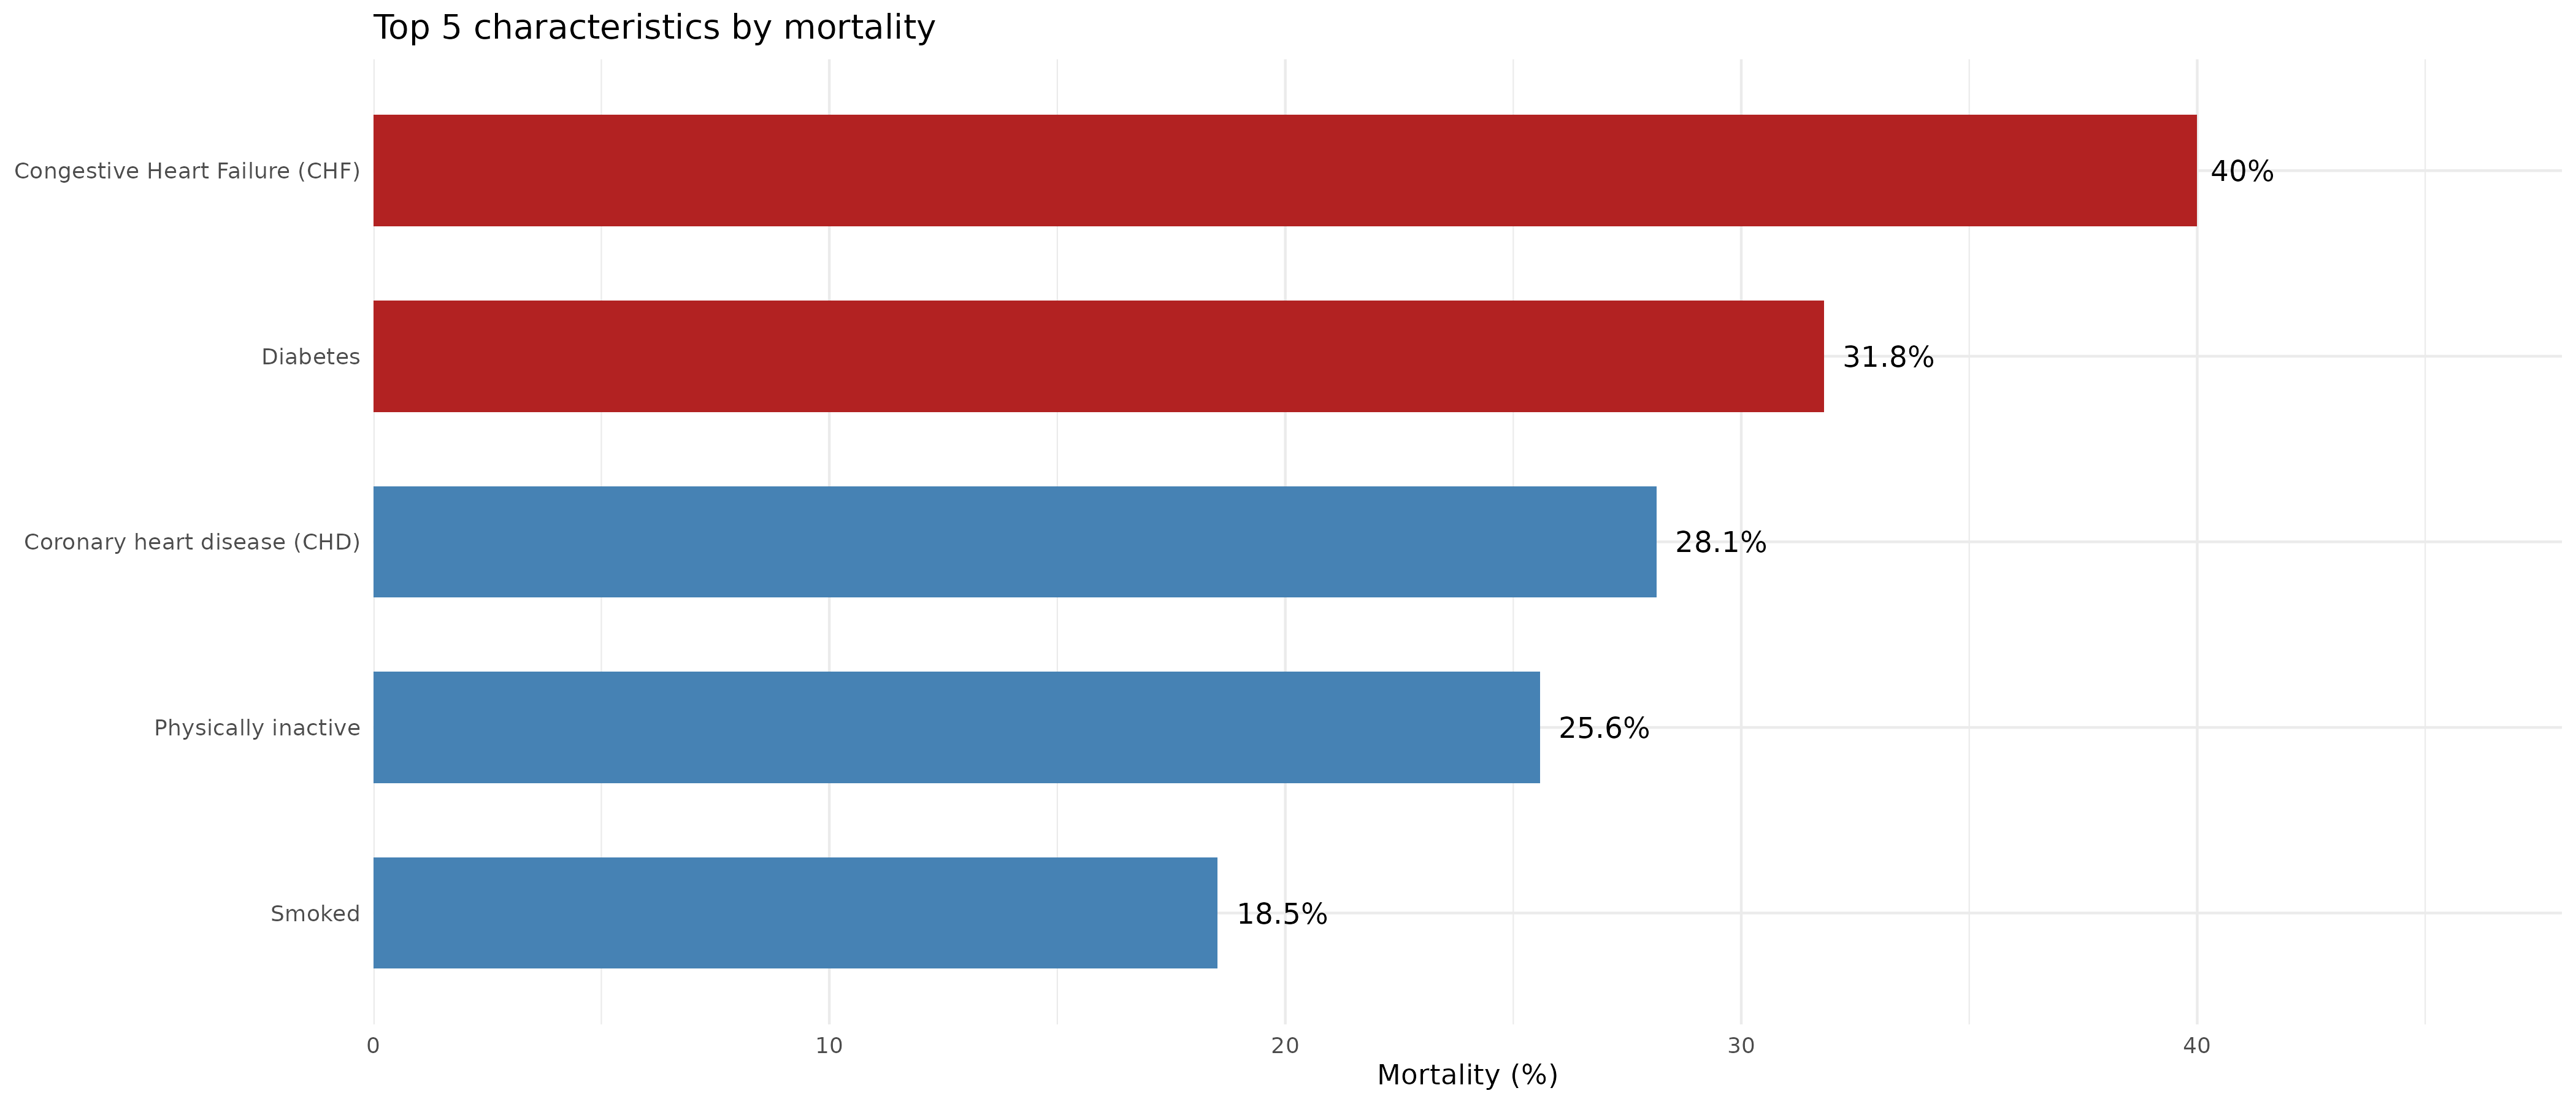 Top 5 characteristics by mortality
Congestive Heart Failure (CHF) 40%
Diabetes 31.8%
Coronary heart disease (CHD) 28.1%
Physically inactive 25.6%
Smoked 18.5%
0 10 20 30 40
Mortality (%)